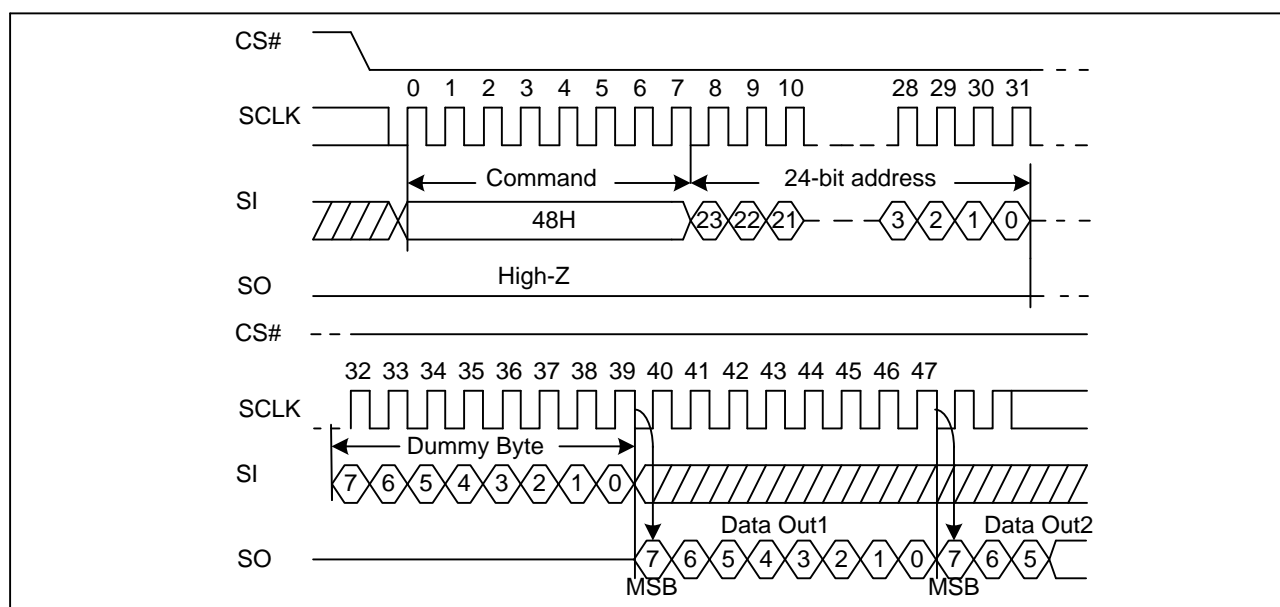 CS#
0 1 2 3 4 5 6 7 8 9 10 28 29 30 31
SCLK
Command 24-bit address
SI
48H 23 22 21 3 2 1 0
High-Z
SO
CS#
32 33 34 35 36 37 38 39 40 41 42 43 44 45 46 47
SCLK
Dummy Byte
SI
7 6 5 4 3 2 1 0
Data Out1 Data Out2
SO
7 6 5 4 3 2 1 0 7 6 5
MSB MSB